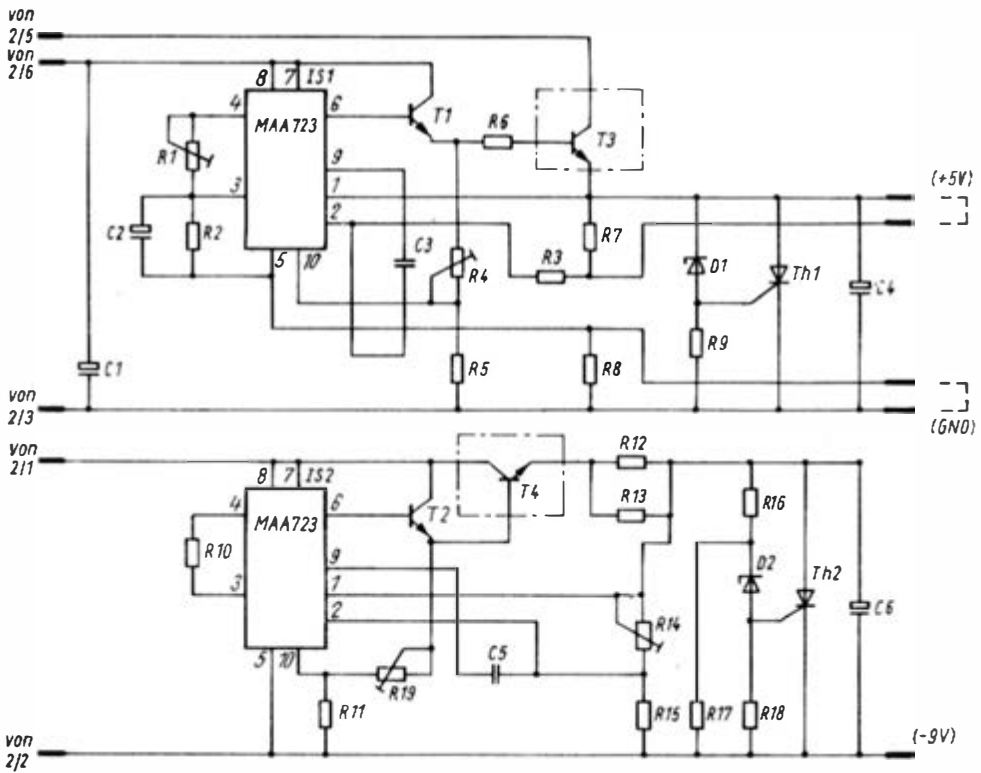 von
2/5
von
2/6
8 7 IS1
4 6
MAA723
T1
R6
T3
R1
9
3 1
2
(+5V)
C2
R2
C3
R7
5 10
R4
R3
D1
Th1
C4
R9
C1
R5
R8
von
2/3
(GND)
von
2/1
R12
8 7 IS2
T4
4 6
MAA723
T2
R13
R16
R10
9
D2
Th2
3 1
2
R14
C6
5 10
C5
R19
R11
R15
R17
R18
von
2/2
(-9V)